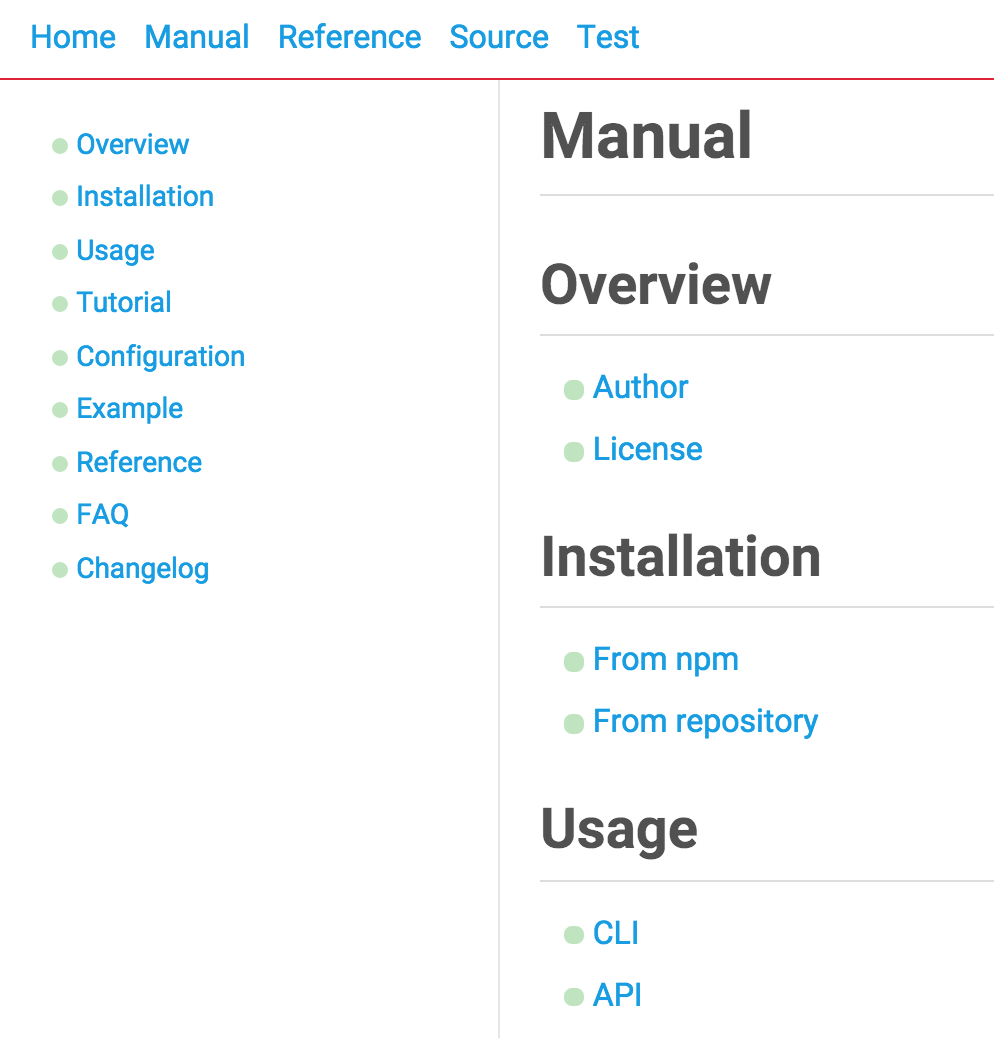 Home Manual Reference Source Test
Overview
Installation
Usage
Tutorial
Configuration
Example
Reference
FAQ
Changelog
Manual
Overview
Author
License
Installation
From npm
From repository
Usage
CLI
API